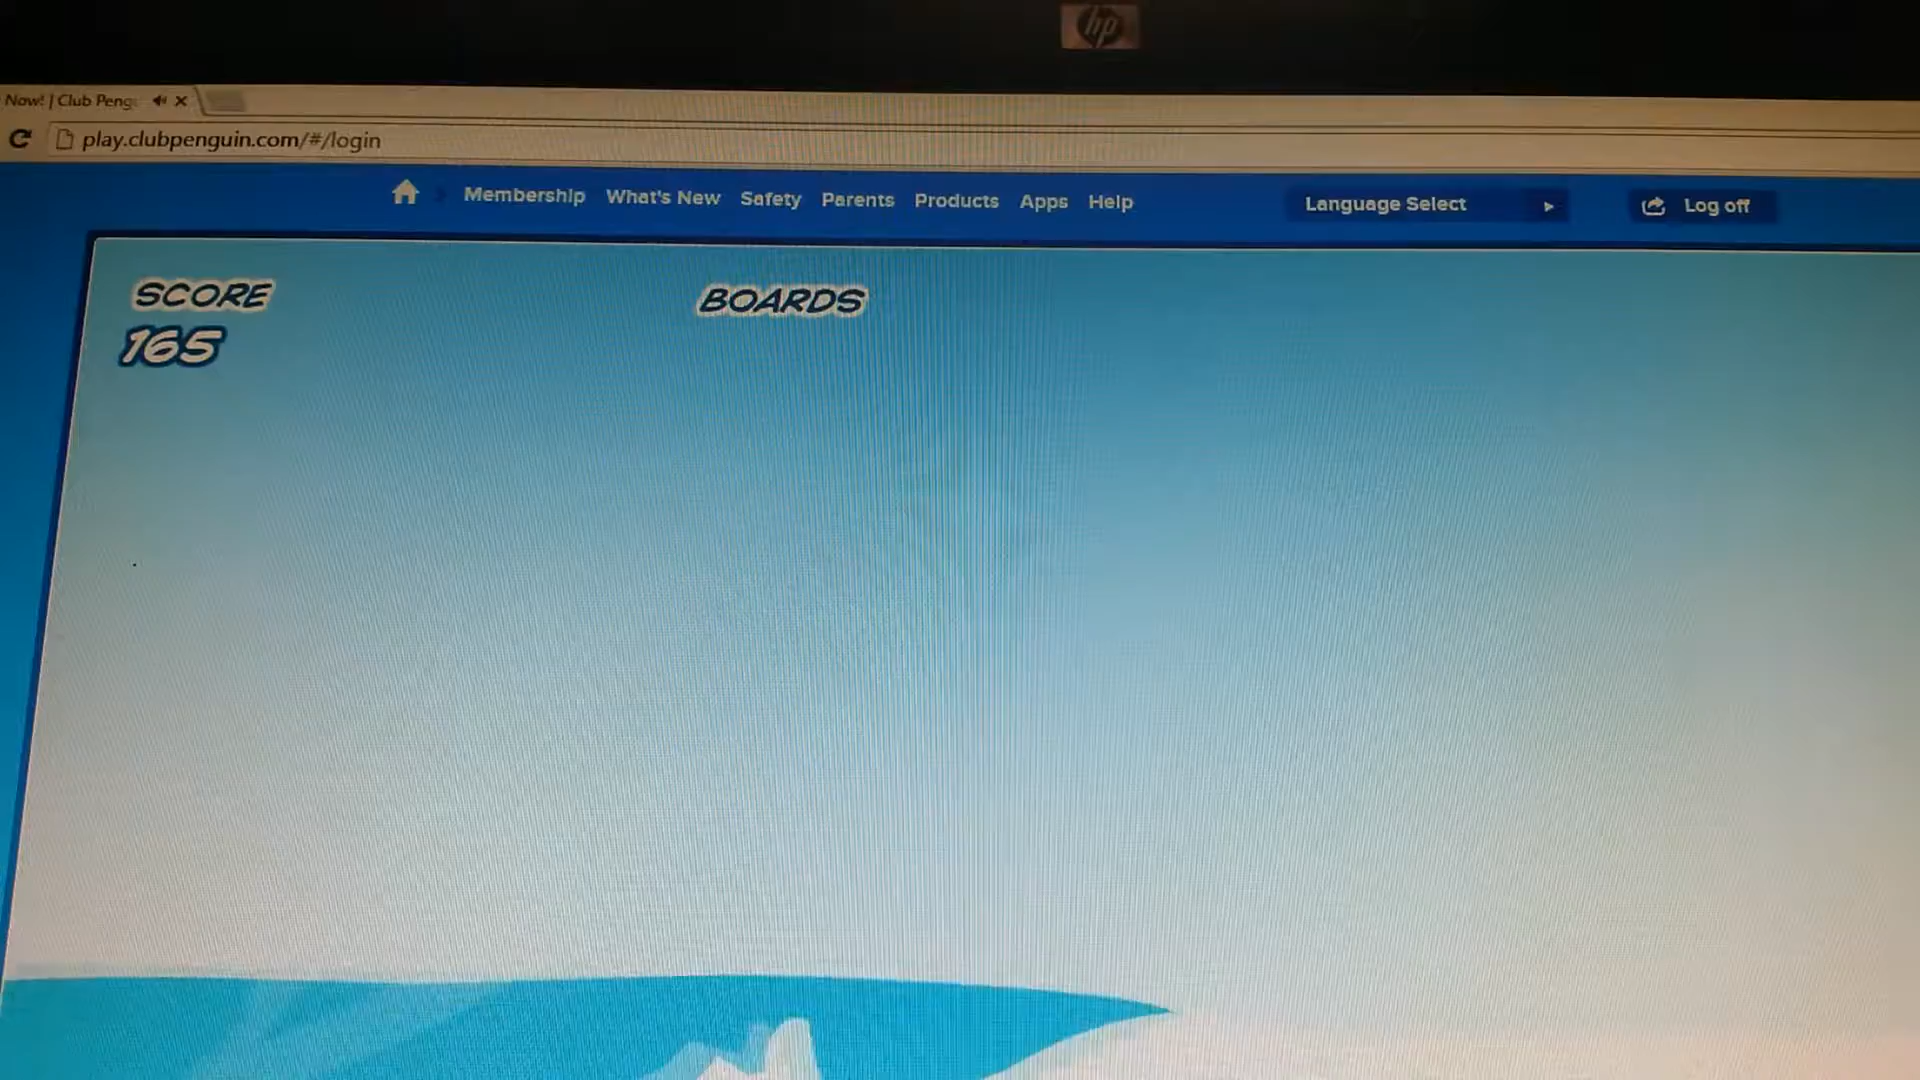 hp
Now! | Club Peng
play.clubpenguin.com/#/login
Membership What's New Safety Parents Products Apps Help Language Select Log off
SCORE BOARDS
165